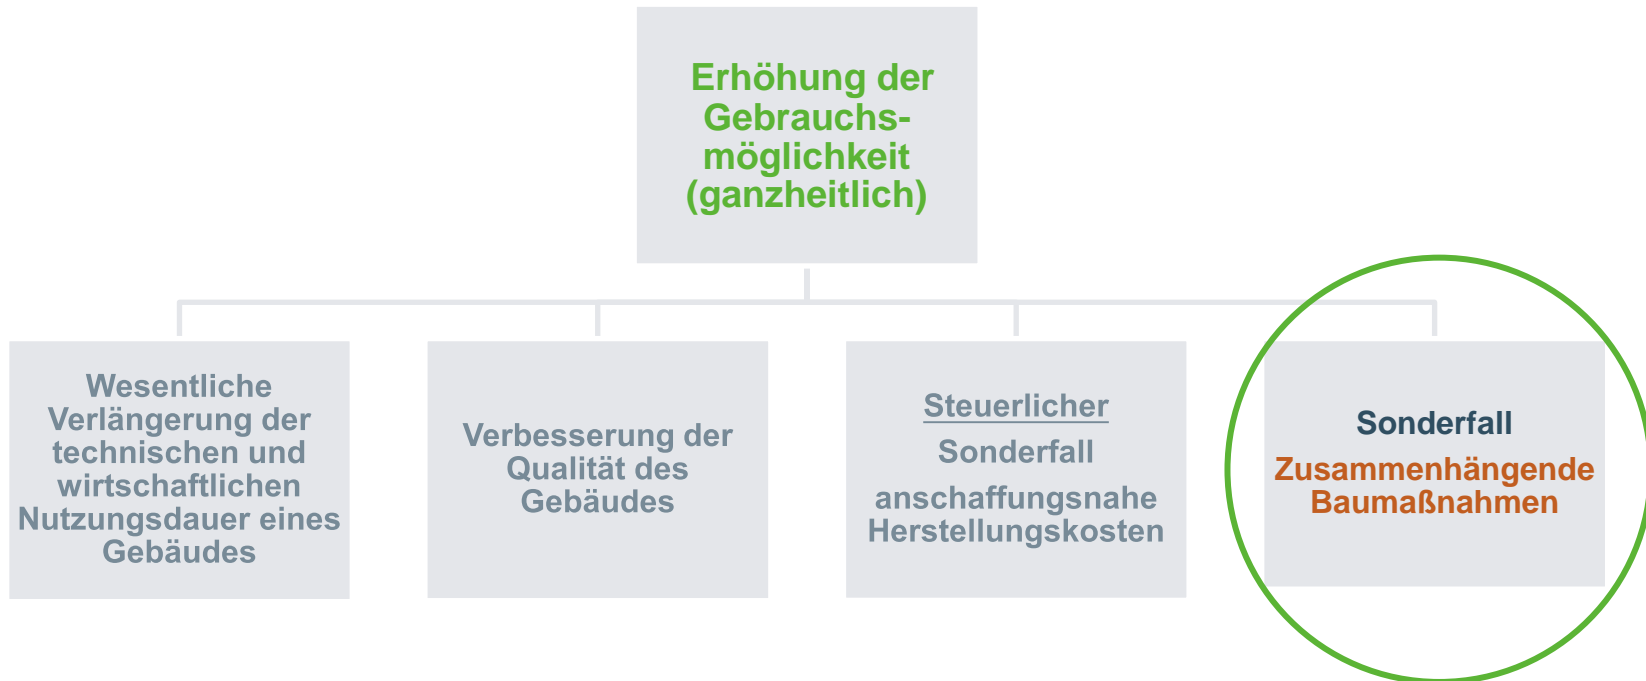 Erhöhung der
Gebrauchs-
möglichkeit
(ganzheitlich)
Wesentliche
Verlängerung der
technischen und
wirtschaftlichen
Nutzungsdauer eines
Gebäudes
Verbesserung der
Qualität des
Gebäudes
Steuerlicher
Sonderfall
anschaffungsnahe
Herstellungskosten
Sonderfall
Zusammenhängende
Baumaßnahmen